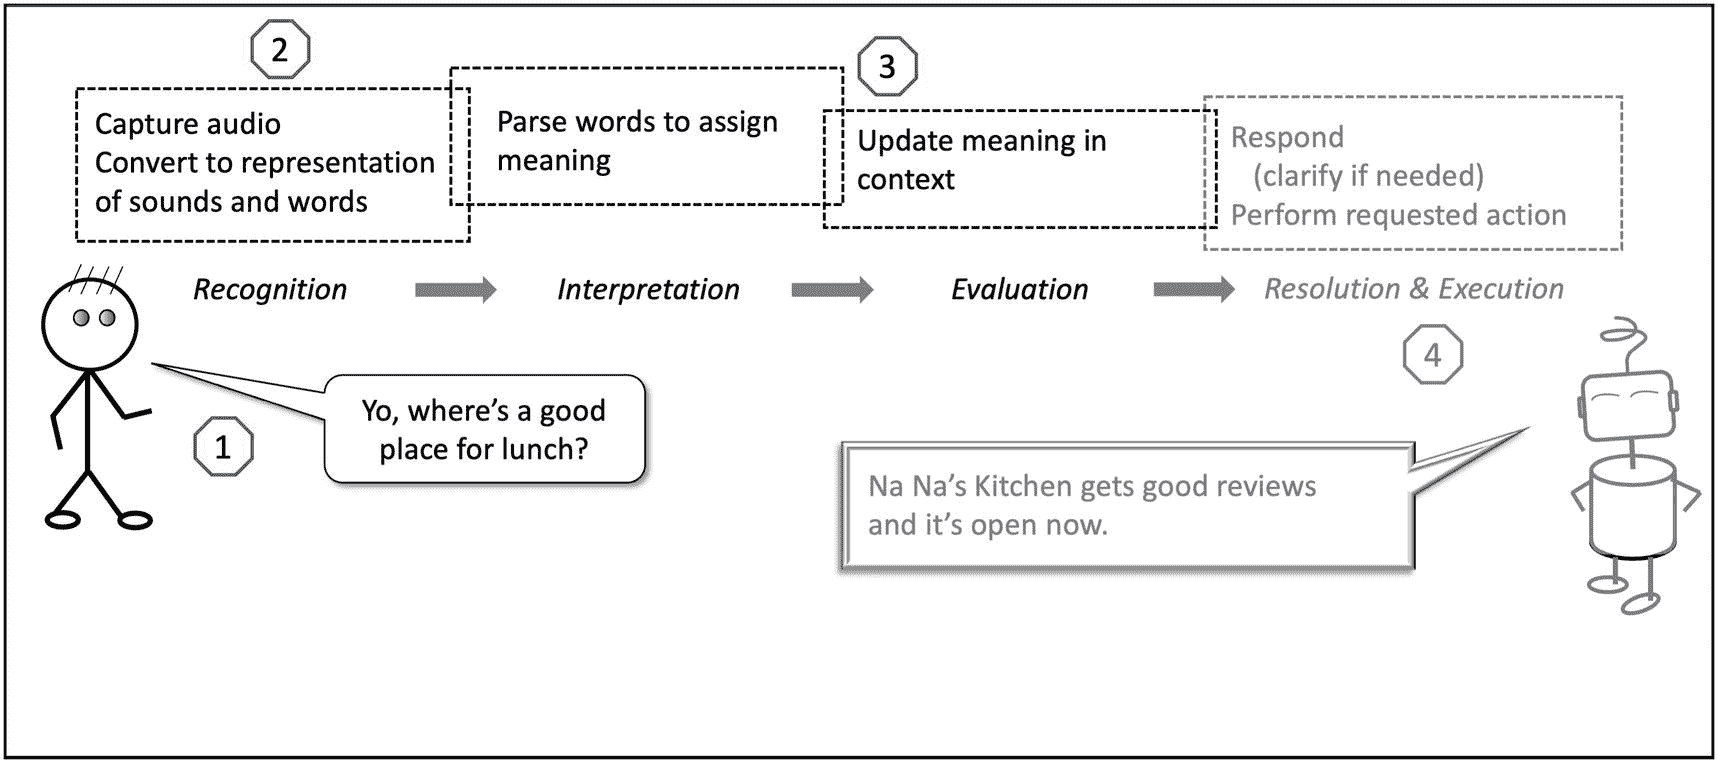 2
3
Capture audio
Convert to representation
of sounds and words
Parse words to assign
meaning
Update meaning in
context
Respond
(clarify if needed)
Perform requested action
Recognition
Interpretation
Evaluation
Resolution & Execution
4
1
Yo, where's a good
place for lunch?
Na Na's Kitchen gets good reviews
and it's open now.